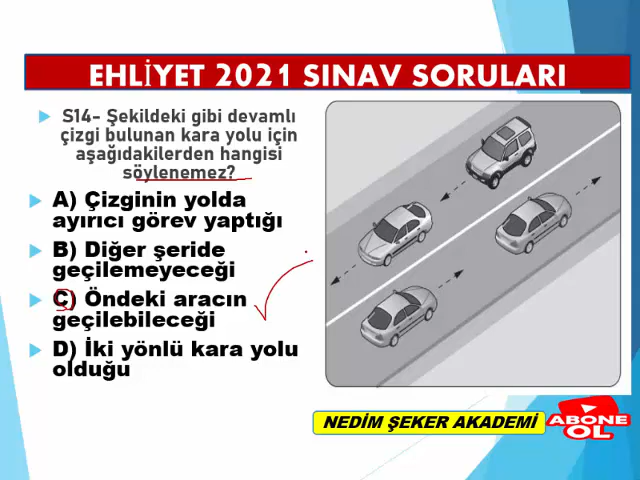 EHLİYET 2021 SINAV SORULARI
S14- Şekildeki gibi devamlı
çizgi bulunan kara yolu için
aşağıdakilerden hangisi
söylenemez?
A) Çizginin yolda
ayırıcı görev yaptığı
B) Diğer şeride
geçilemeyeceği
C) Öndeki aracın
geçilebileceği
D) İki yönlü kara yolu
olduğu
NEDİM ŞEKER AKADEMİ
ABONE
OL